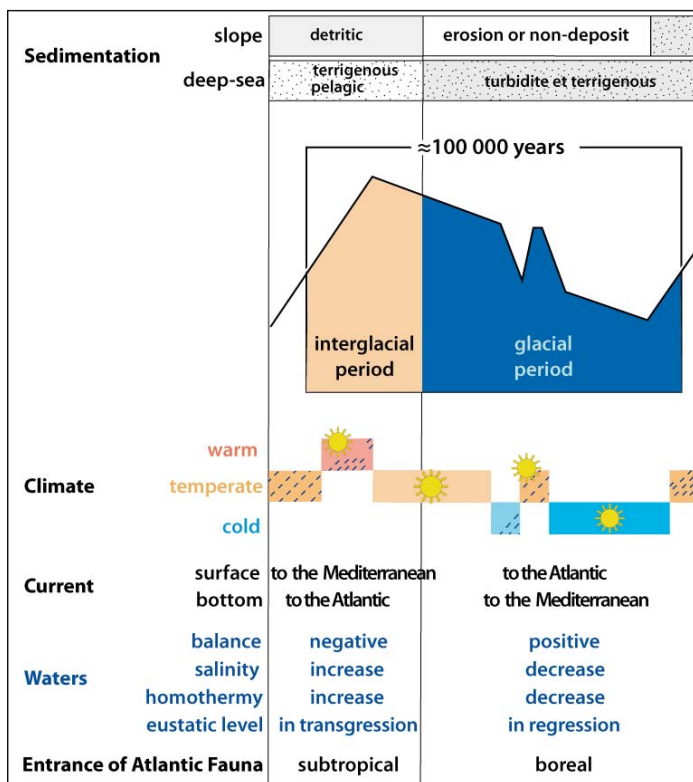 Sedimentation
slope detritic erosion or non-deposit
deep-sea terrigenous pelagic turbidite et terrigenous
≈100 000 years
interglacial period
glacial period
warm
Climate temperate
cold
Current
surface to the Mediterranean to the Atlantic
bottom to the Atlantic to the Mediterranean
Waters
balance negative positive
salinity increase decrease
homothermy increase decrease
eustatic level in transgression in regression
Entrance of Atlantic Fauna subtropical boreal